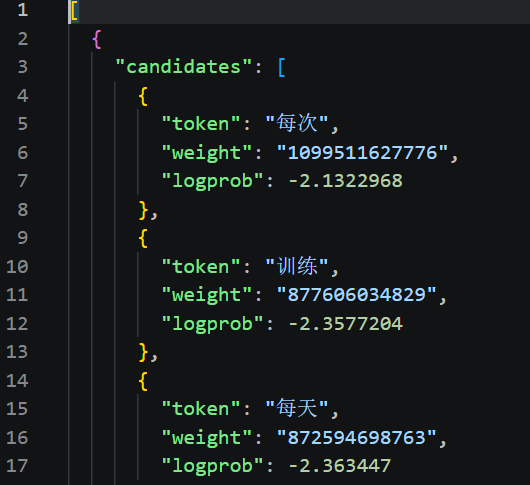 1 [
2 {
3 "candidates": [
4 {
5 "token": "每次",
6 "weight": "1099511627776",
7 "logprob": -2.1322968
8 },
9 {
10 "token": "训练",
11 "weight": "877606034829",
12 "logprob": -2.3577204
13 },
14 {
15 "token": "每天",
16 "weight": "872594698763",
17 "logprob": -2.363447